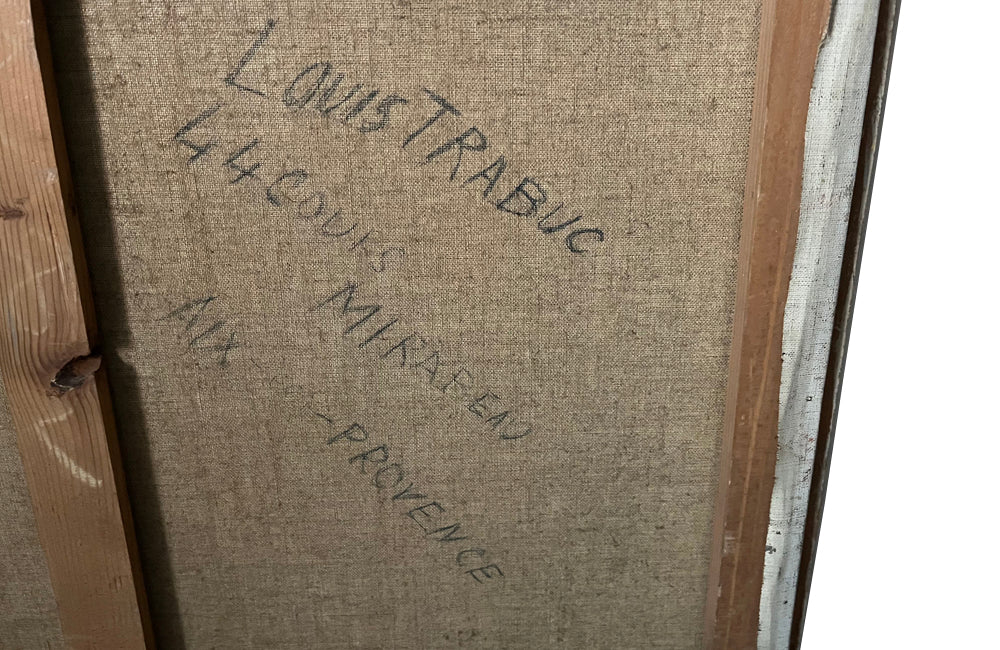 LOUIS TRABUC
44 COURS MIRABEAU
AIX -PROVENCE